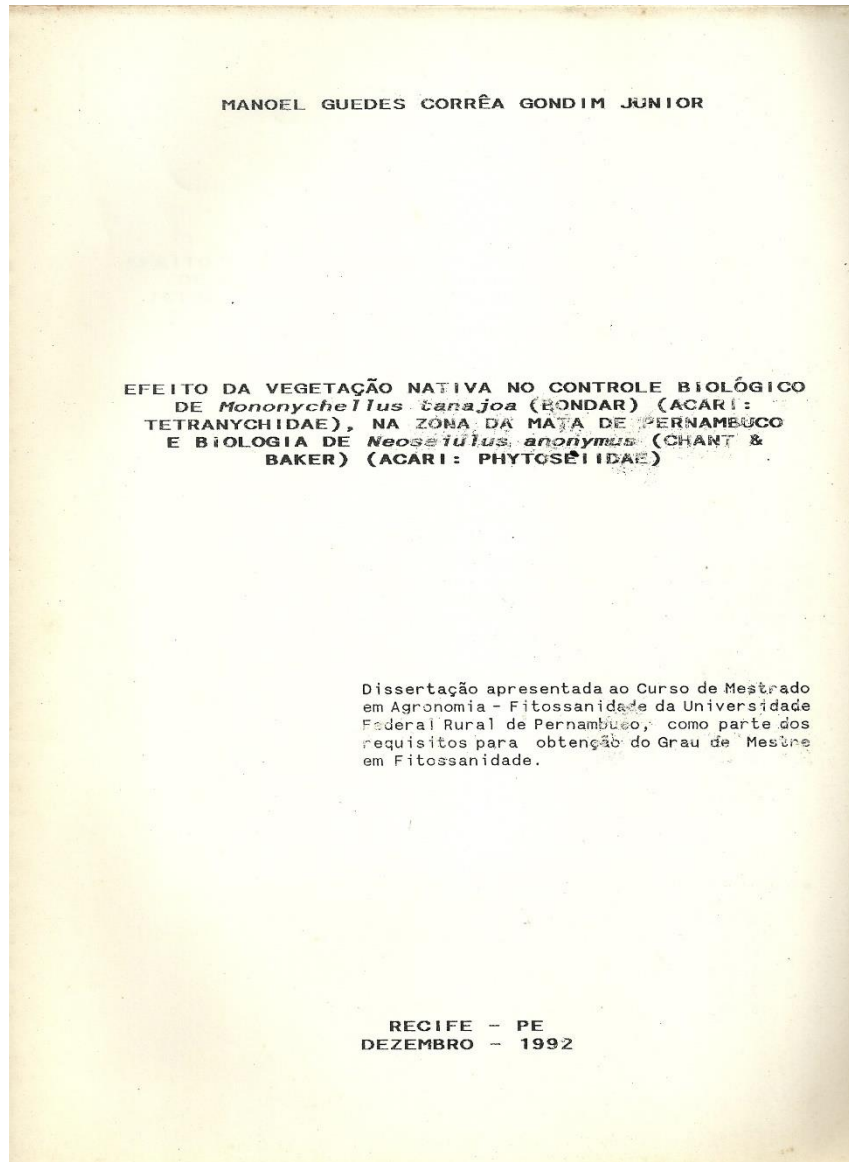 MANOEL GUEDES CORRÊA GONDIM JUNIOR
EFEITO DA VEGETAÇÃO NATIVA NO CONTROLE BIOLÓGICO
DE Mononychellus tanajoa (BONDAR) (ACARI:
TETRANYCHIDAE), NA ZONA DA MATA DE PERNAMBUCO
E BIOLOGIA DE Neoseiulus anonymus (CHANT &
BAKER) (ACARI: PHYTOSEIIDAE)
Dissertação apresentada ao Curso de Mestrado
em Agronomia - Fitossanidade da Universidade
Federal Rural de Pernambuco, como parte dos
requisitos para obtenção do Grau de Mestre
em Fitossanidade.
RECIFE - PE
DEZEMBRO - 1992